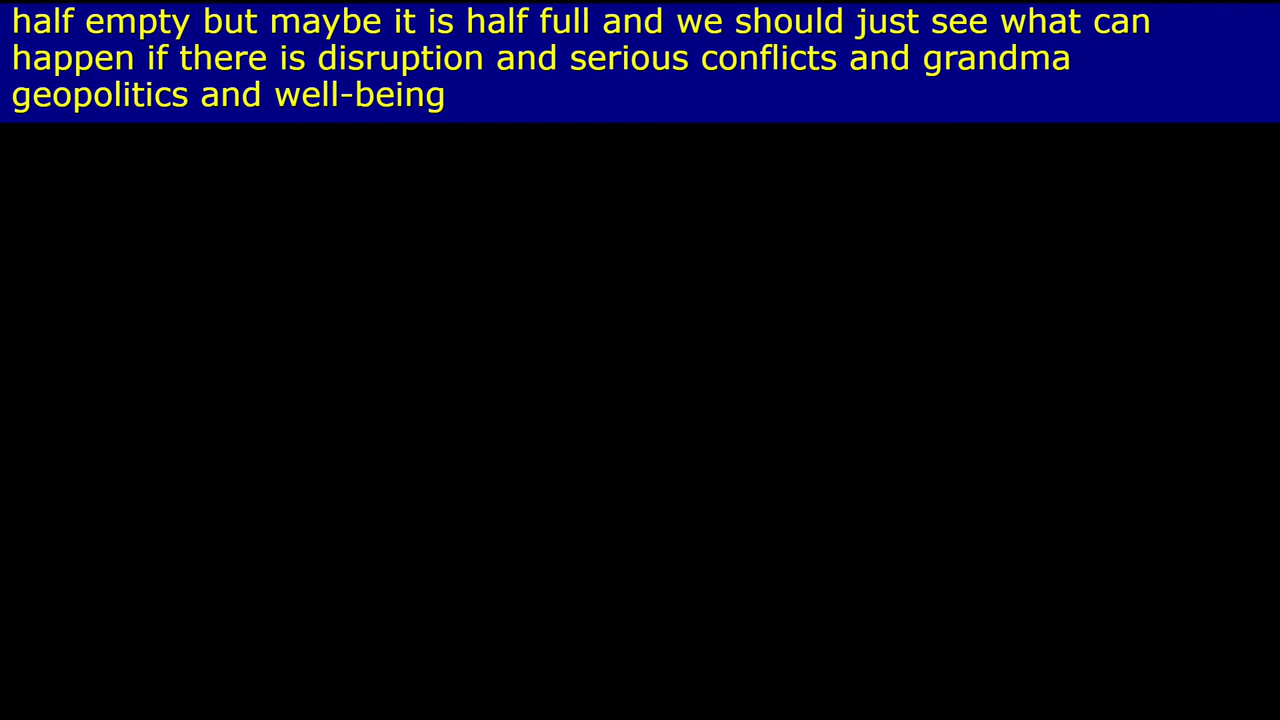 half empty but maybe it is half full and we should just see what can
happen if there is disruption and serious conflicts and grandma
geopolitics and well-being